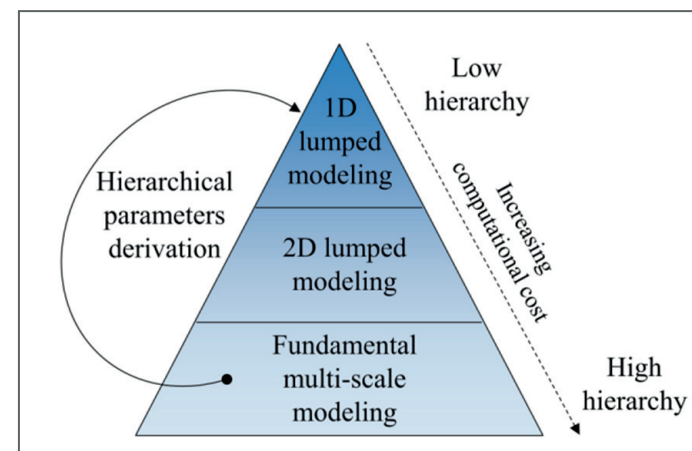 Low
hierarchy
1D
lumped
modeling
Hierarchical
parameters
derivation
Increasing
computational cost
2D lumped
modeling
Fundamental
multi-scale
modeling
High
hierarchy